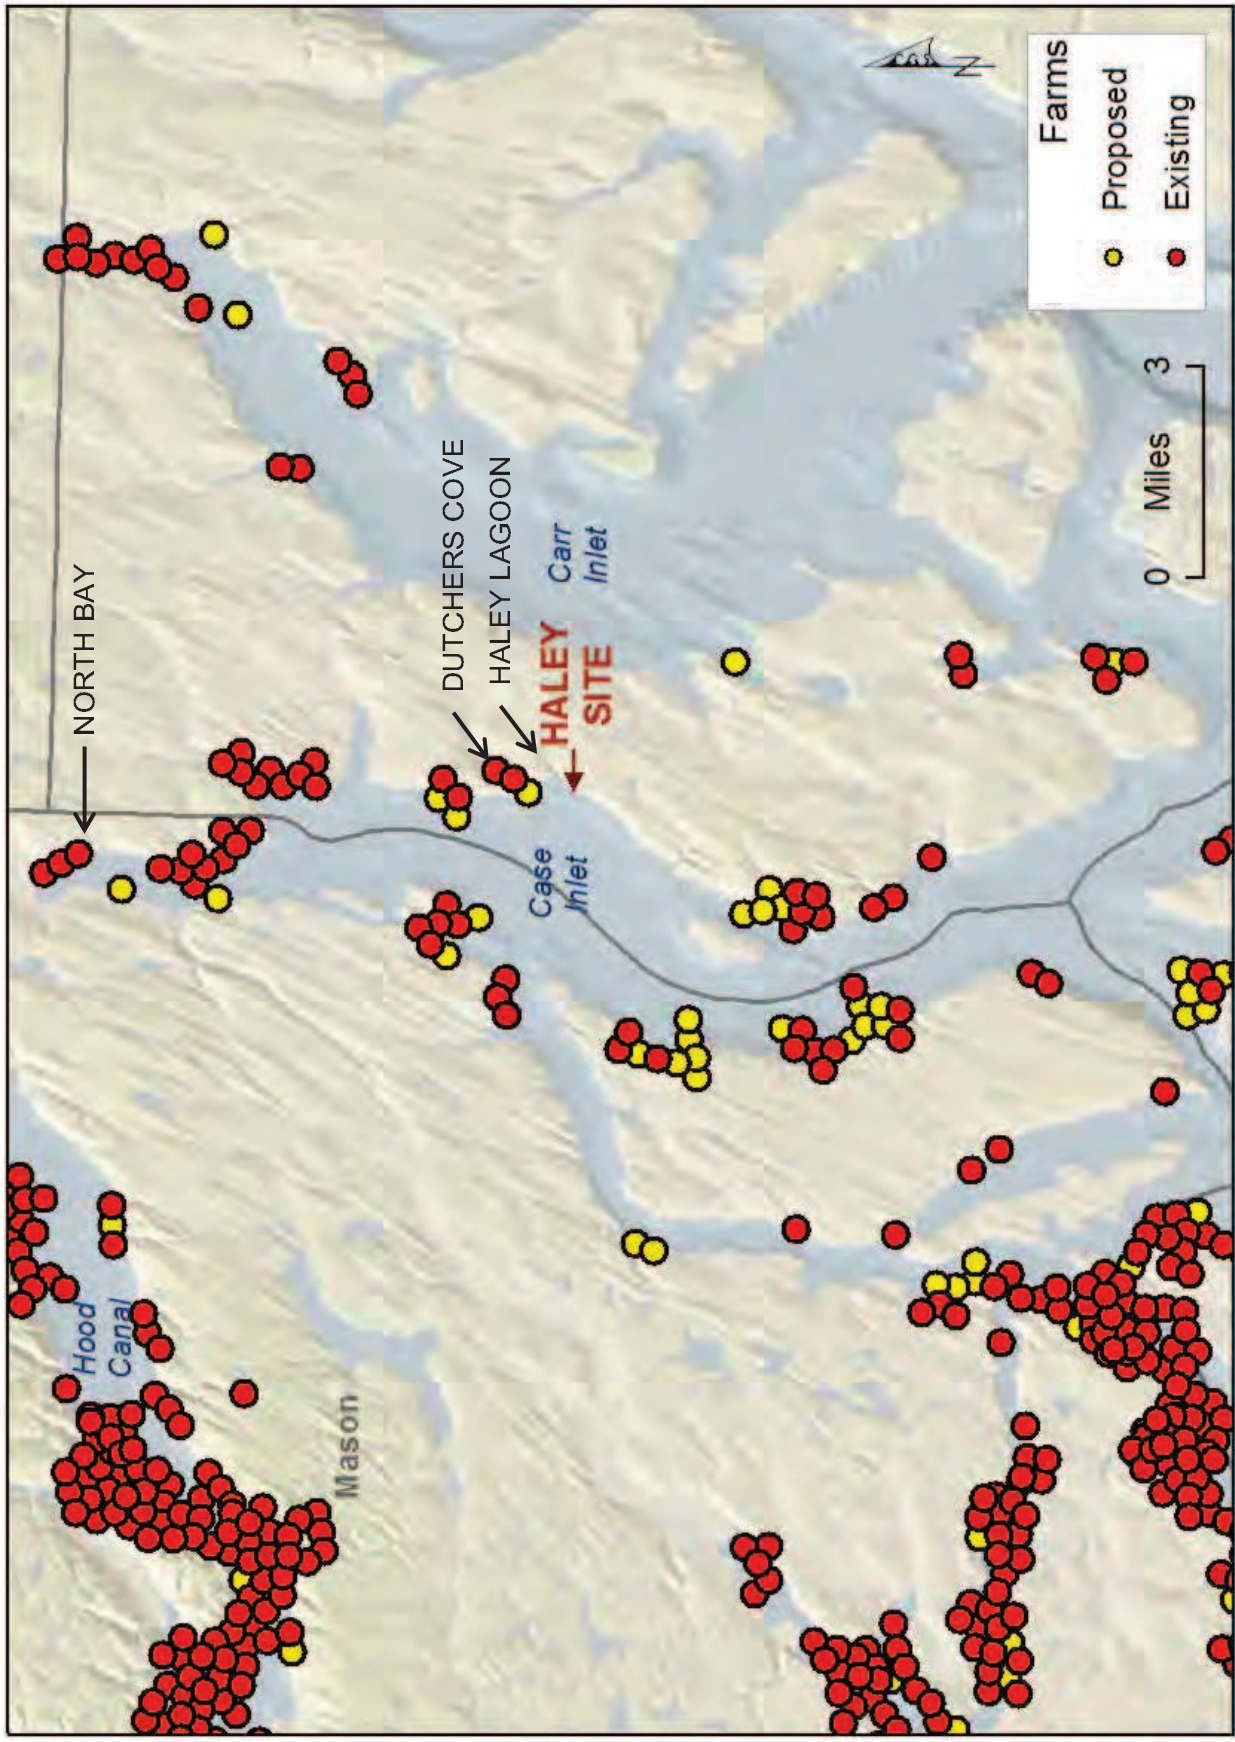 NORTH BAY
DUTCHERS COVE
HALEY LAGOON
HALEY
SITE
Carr
Inlet
Case
Inlet
Hood
Canal
Mason
N
Farms
Proposed
Existing
0 Miles 3